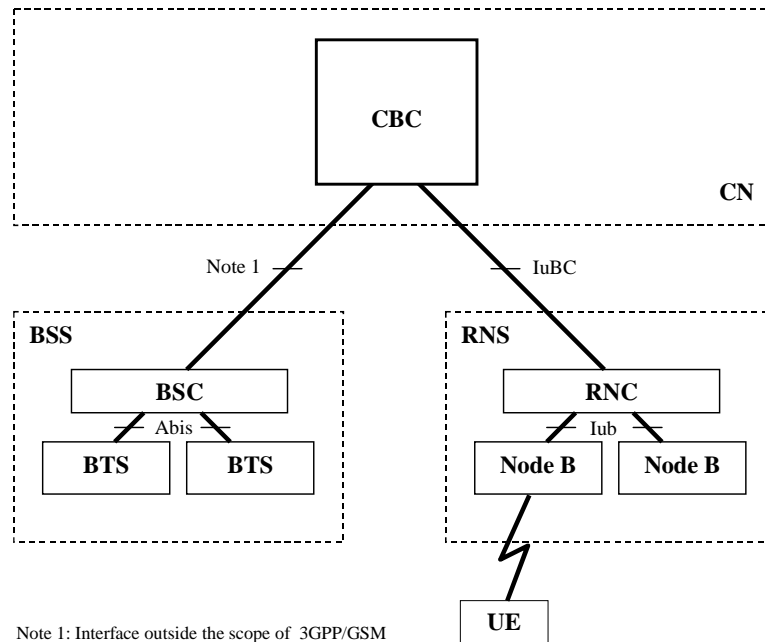 CBC
CN
Note 1
IuBC
BSS
RNS
BSC
RNC
Abis
Iub
BTS
BTS
Node B
Node B
UE
Note 1: Interface outside the scope of 3GPP/GSM